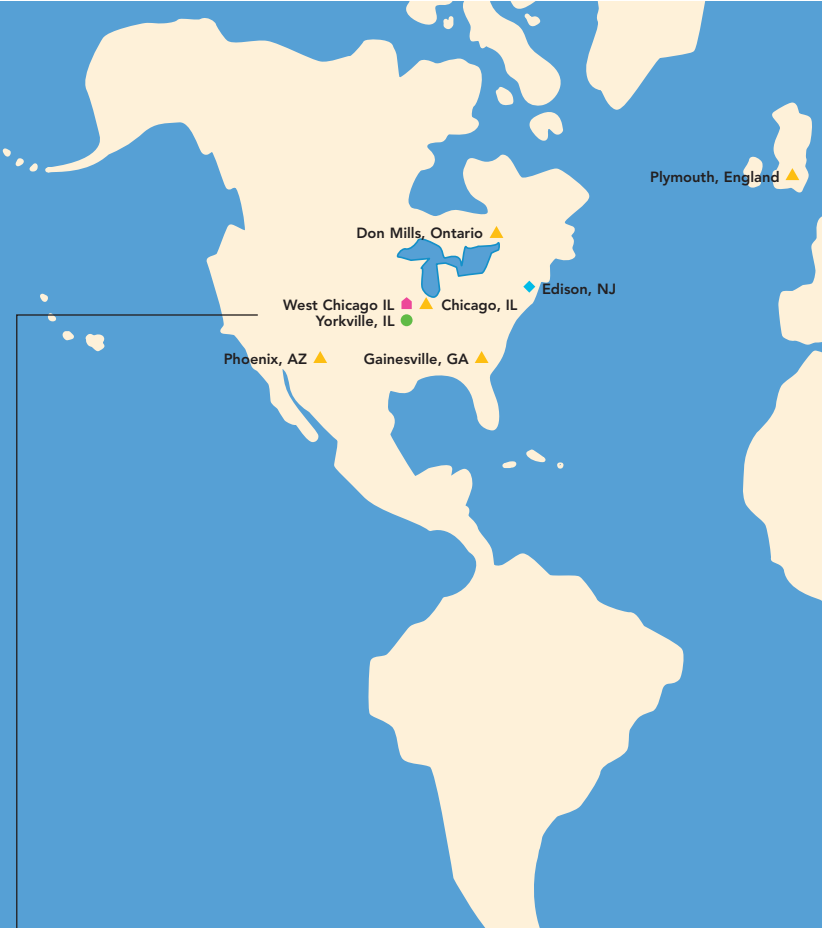 Plymouth, England
Don Mills, Ontario
Edison, NJ
West Chicago IL
Chicago, IL
Yorkville, IL
Phoenix, AZ
Gainesville, GA